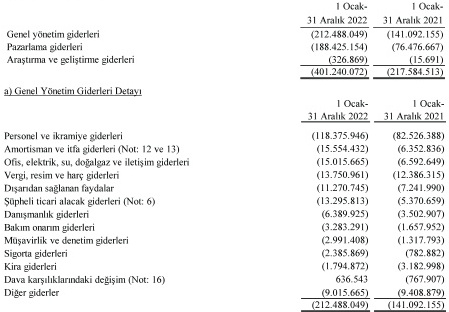 1 Ocak- 1 Ocak-
31 Aralık 2022 31 Aralık 2021
Genel yönetim giderleri (212.488.049) (141.092.155)
Pazarlama giderleri (188.425.154) (76.476.667)
Araştırma ve geliştirme giderleri (326.869) (15.691)
(401.240.072) (217.584.513)
a) Genel Yönetim Giderleri Detayı
1 Ocak- 1 Ocak-
31 Aralık 2022 31 Aralık 2021
Personel ve ikramiye giderleri (118.375.946) (82.526.388)
Amortisman ve itfa giderleri (Not: 12 ve 13) (15.554.432) (6.352.836)
Ofis, elektrik, su, doğalgaz ve iletişim giderleri (15.015.665) (6.592.649)
Vergi, resim ve harç giderleri (13.750.961) (12.386.315)
Dışarıdan sağlanan faydalar (11.270.745) (7.241.990)
Şüpheli ticari alacak giderleri (Not: 6) (13.295.813) (5.370.659)
Danışmanlık giderleri (6.389.925) (3.502.907)
Bakım onarım giderleri (3.283.291) (1.657.952)
Müşavirlik ve denetim giderleri (2.991.408) (1.317.793)
Sigorta giderleri (2.385.869) (782.882)
Kira giderleri (1.794.872) (3.182.998)
Dava karşılıklarındaki değişim (Not: 16) 636.543 (767.907)
Diğer giderler (9.015.665) (9.408.879)
(212.488.049) (141.092.155)